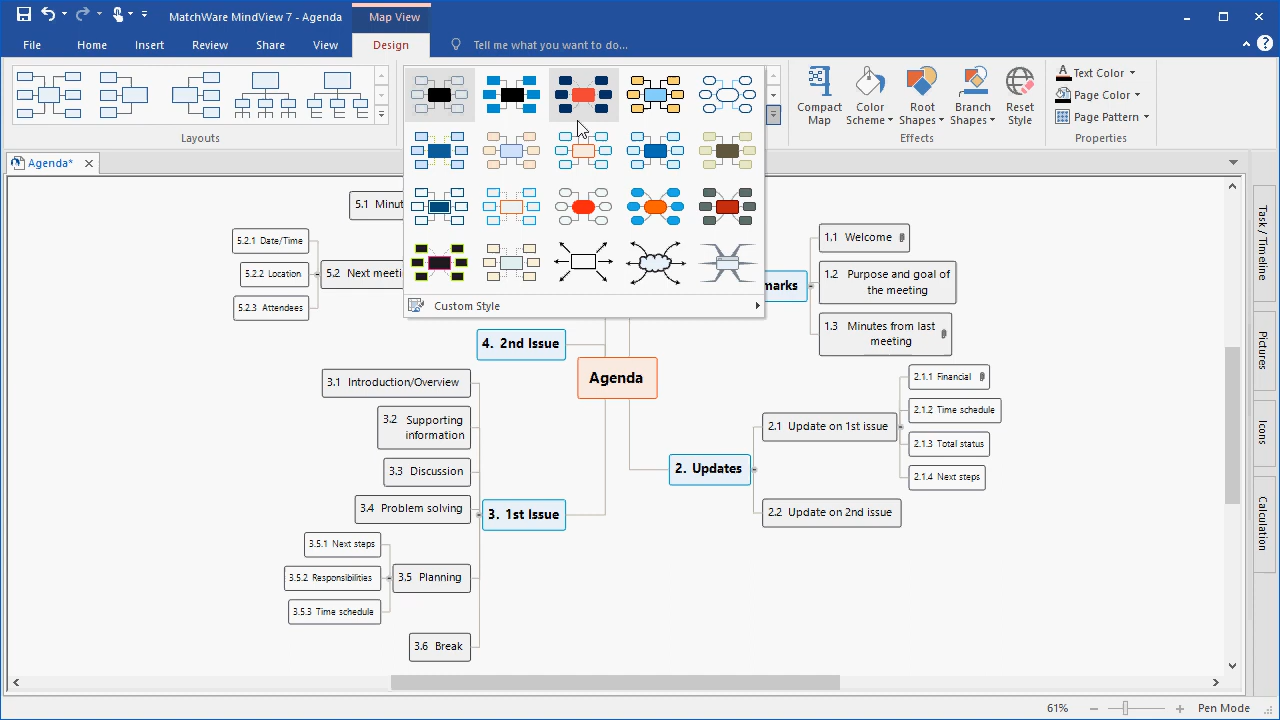 MatchWare MindView 7 - Agenda
Map View
File
Home
Insert
Review
Share
View
Design
Tell me what you want to do...
Layouts
Compact
Map
Color
Scheme
Root
Shapes
Branch
Shapes
Reset
Style
Effects
Text Color
Page Color
Page Pattern
Properties
Agenda*
Custom Style
5.1 Minut
5.2.1 Date/Time
5.2.2 Location
5.2.3 Attendees
5.2 Next meeti
marks
1.1 Welcome
1.2 Purpose and goal of
the meeting
1.3 Minutes from last
meeting
4. 2nd Issue
Agenda
3.1 Introduction/Overview
3.2 Supporting
information
3.3 Discussion
3.4 Problem solving
3. 1st Issue
3.5.1 Next steps
3.5.2 Responsibilities
3.5.3 Time schedule
3.5 Planning
3.6 Break
2. Updates
2.1 Update on 1st issue
2.1.1 Financial
2.1.2 Time schedule
2.1.3 Total status
2.1.4 Next steps
2.2 Update on 2nd issue
Task / Timeline
Pictures
Icons
Calculation
61%
Pen Mode